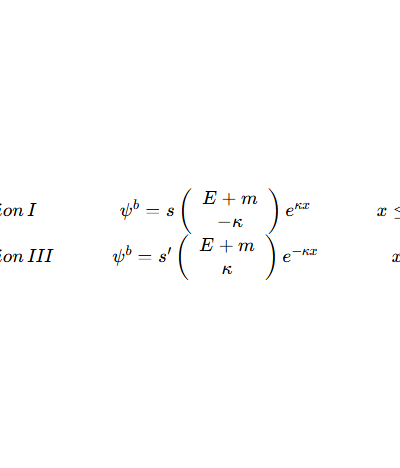 ion I ψ^b = s ( E + m −κ ) e^{κx} x ≤
ion III ψ^b = s′ ( E + m κ ) e^{−κx} x